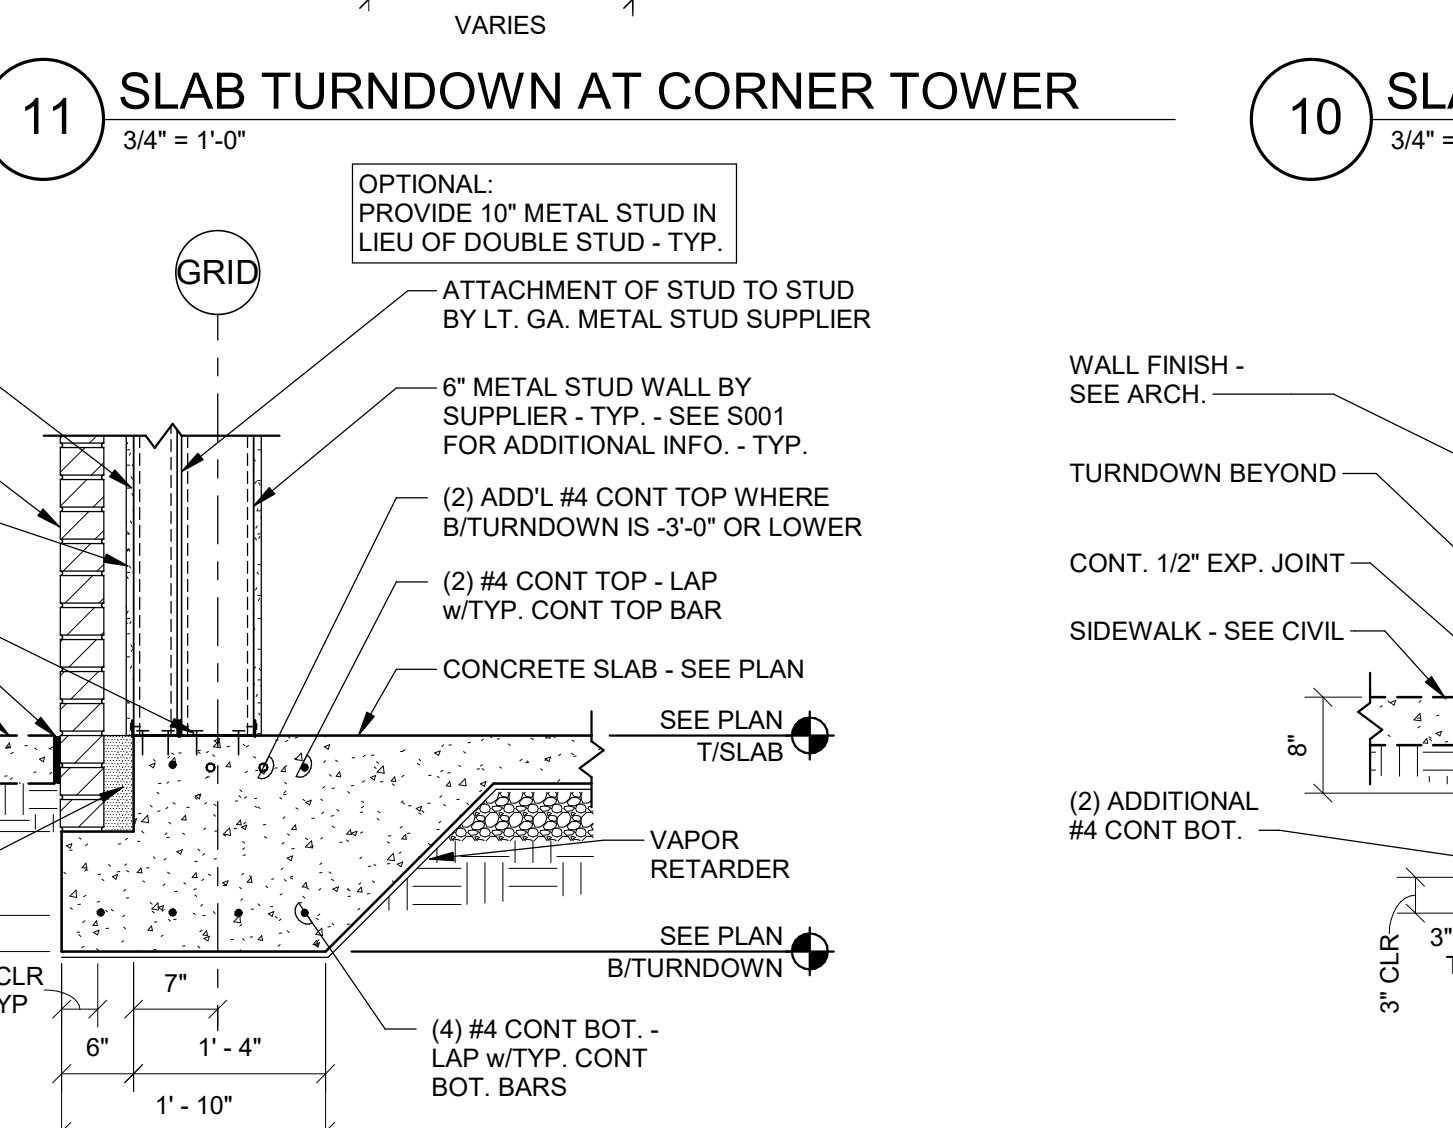 VARIES
11
SLAB TURNDOWN AT CORNER TOWER
3/4" = 1'-0"
10
3/4" =
OPTIONAL:
PROVIDE 10" METAL STUD IN
LIEU OF DOUBLE STUD - TYP.
GRID
ATTACHMENT OF STUD TO STUD
BY LT. GA. METAL STUD SUPPLIER
6" METAL STUD WALL BY
SUPPLIER - TYP. - SEE S001
FOR ADDITIONAL INFO. - TYP.
(2) ADD'L #4 CONT TOP WHERE
B/TURNDOWN IS -3'-0" OR LOWER
(2) #4 CONT TOP - LAP
w/TYP. CONT TOP BAR
CONCRETE SLAB - SEE PLAN
SEE PLAN
T/SLAB
VAPOR
RETARDER
SEE PLAN
B/TURNDOWN
(4) #4 CONT BOT. -
LAP w/TYP. CONT
BOT. BARS
CLR
YP
7"
6"
1' - 4"
1' - 10"
WALL FINISH -
SEE ARCH.
TURNDOWN BEYOND
CONT. 1/2" EXP. JOINT
SIDEWALK - SEE CIVIL
8"
(2) ADDITIONAL
#4 CONT BOT.
3" CLR
3"